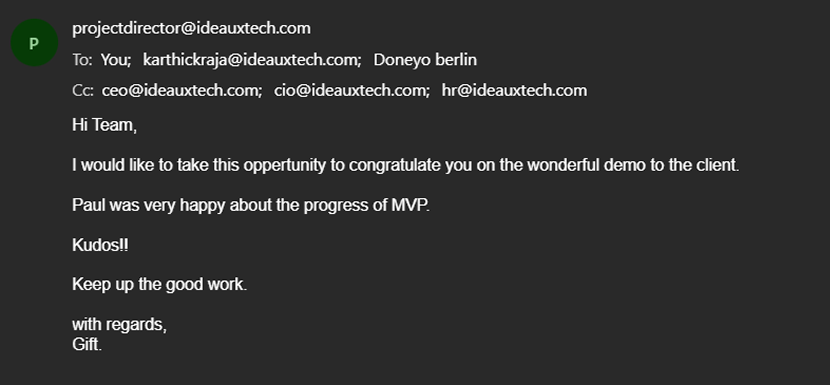 P
projectdirector@ideauxtech.com
To: You; karthickraja@ideauxtech.com; Doneyo berlin
Cc: ceo@ideauxtech.com; cio@ideauxtech.com; hr@ideauxtech.com
Hi Team,
I would like to take this oppertunity to congratulate you on the wonderful demo to the client.
Paul was very happy about the progress of MVP.
Kudos!!
Keep up the good work.
with regards,
Gift.